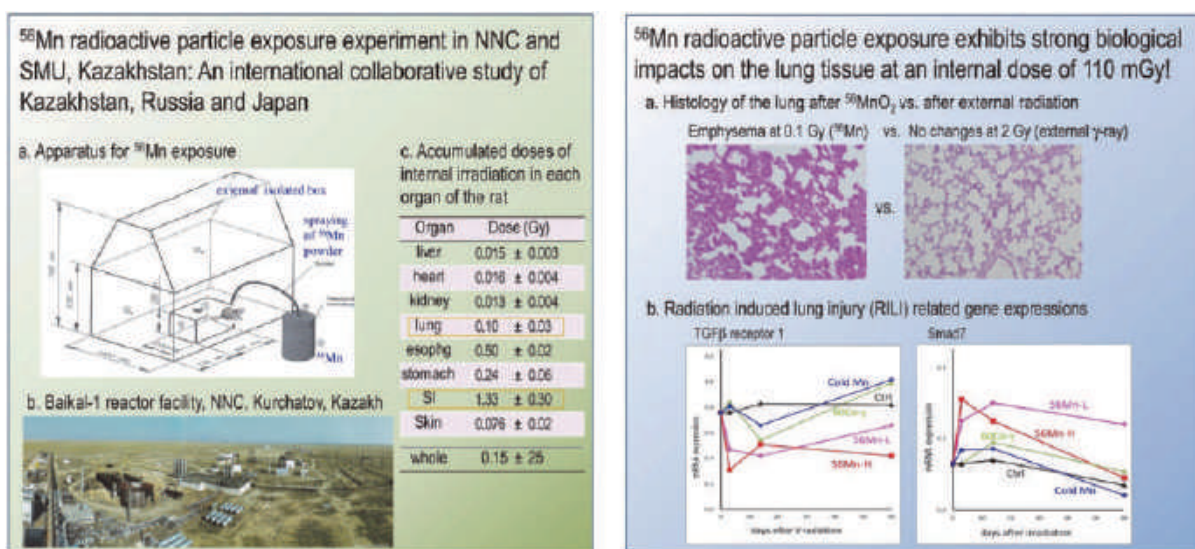 ⁵⁶Mn radioactive particle exposure experiment in NNC and
SMU, Kazakhstan: An international collaborative study of
Kazakhstan, Russia and Japan
a. Apparatus for ⁵⁶Mn exposure
external isolated box
spraying
of ⁵⁶Mn
powder
⁵⁶Mn
b. Baikal-1 reactor facility, NNC, Kurchatov, Kazakh
c. Accumulated doses of
internal irradiation in each
organ of the rat
Organ Dose (Gy)
liver 0.015 ± 0.003
heart 0.016 ± 0.004
kidney 0.013 ± 0.004
lung 0.10 ± 0.03
esophg 0.50 ± 0.02
stomach 0.24 ± 0.06
SI 1.33 ± 0.30
Skin 0.076 ± 0.02
whole 0.15 ± 25
⁵⁶Mn radioactive particle exposure exhibits strong biological
impacts on the lung tissue at an internal dose of 110 mGy!
a. Histology of the lung after ⁵⁶MnO₂ vs. after external radiation
Emphysema at 0.1 Gy (⁵⁶Mn) vs. No changes at 2 Gy (external γ-ray)
vs.
b. Radiation induced lung injury (RILI) related gene expressions
TGFβ receptor 1
mRNA expression
Cold Mn
Ctrl
56Mn-L
56Mn-H
Smad7
mRNA expression
56Mn-L
56Mn-H
Ctrl
Cold Mn
days after irradiation